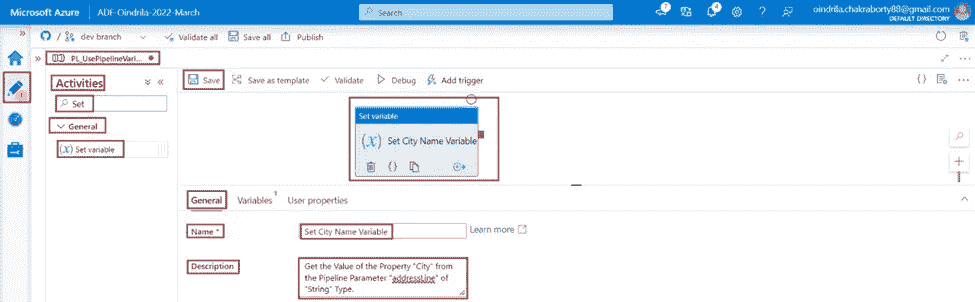 Microsoft Azure
ADF-Oindrila-2022-March
Search
7
4
oindrila.chakraborty88@gmail.com
DEFAULT DIRECTORY
dev branch
Validate all
Save all
Publish
PL_UsePipelineVari...
Activities
Set
General
(x) Set variable
Save
Save as template
Validate
Debug
Add trigger
Set variable
(x) Set City Name Variable
General
Variables 1
User properties
Name *
Set City Name Variable
Learn more
Description
Get the Value of the Property "City" from
the Pipeline Parameter "addressLine" of
"String" Type.